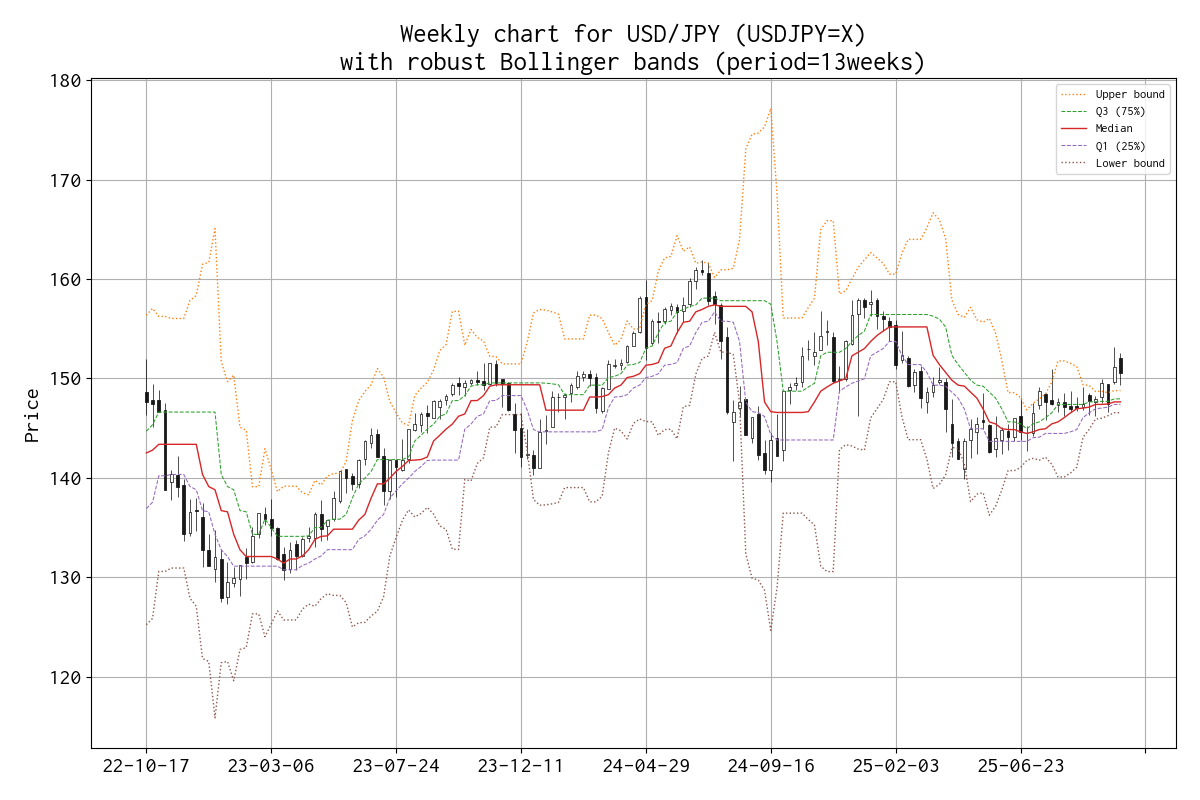 Weekly chart for USD/JPY (USDJPY=X)
with robust Bollinger bands (period=13weeks)
Upper bound
Q3 (75%)
Median
Q1 (25%)
Lower bound
Price
180
170
160
150
140
130
120
22-10-17
23-03-06
23-07-24
23-12-11
24-04-29
24-09-16
25-02-03
25-06-23